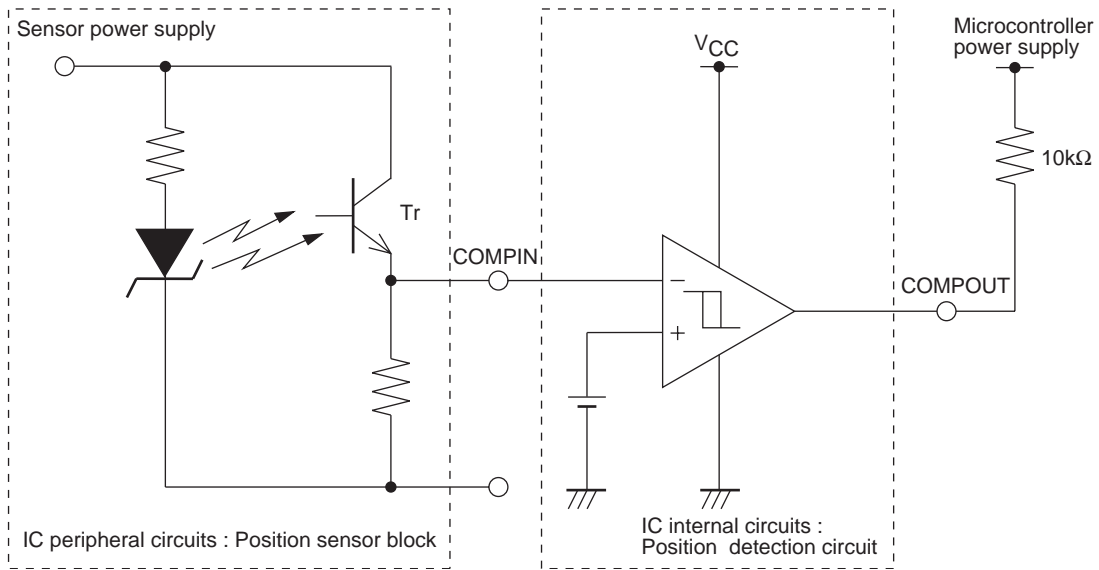 Sensor power supply
VCC
Microcontroller
power supply
10kΩ
Tr
COMPIN
COMPOUT
−
+
IC peripheral circuits : Position sensor block
IC internal circuits :
Position detection circuit